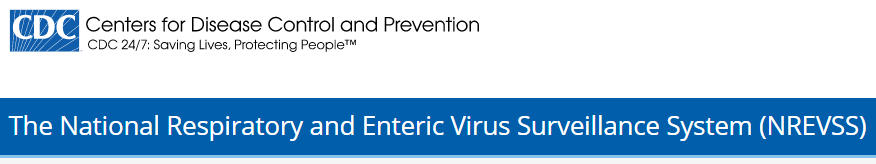 CDC Centers for Disease Control and Prevention
CDC 24/7: Saving Lives, Protecting People™
The National Respiratory and Enteric Virus Surveillance System (NREVSS)